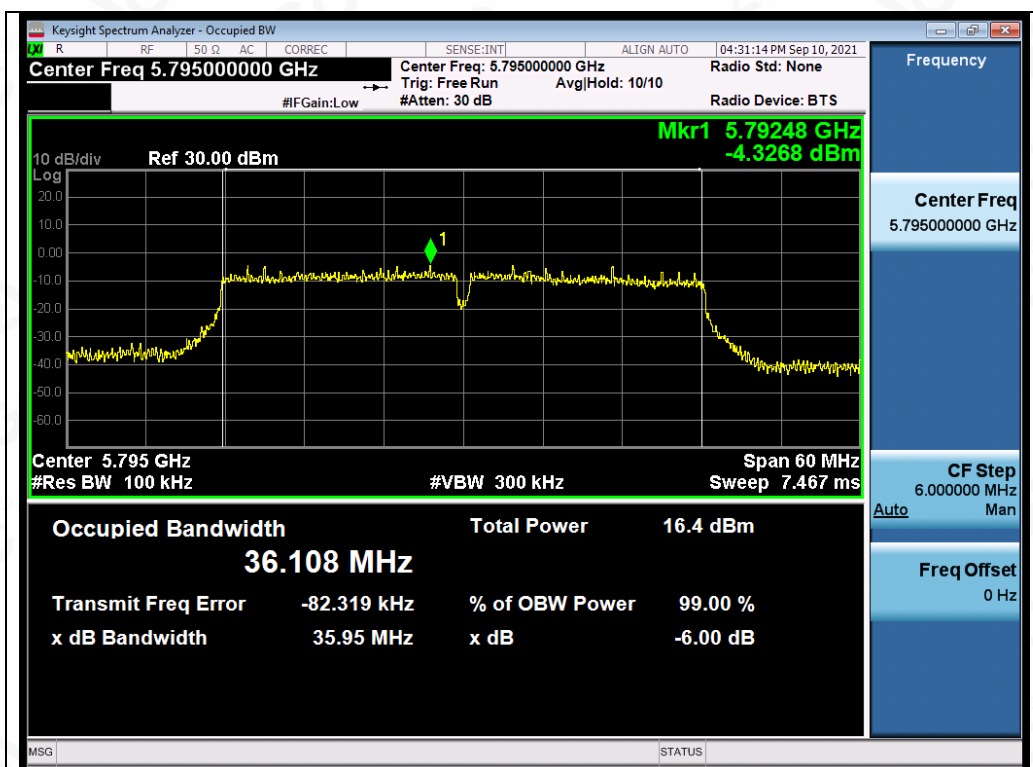 Keysight Spectrum Analyzer - Occupied BW
LXI R RF 50 Ω AC CORREC SENSE:INT ALIGN AUTO 04:31:14 PM Sep 10, 2021
Center Freq 5.795000000 GHz Center Freq: 5.795000000 GHz Radio Std: None
Trig: Free Run Avg|Hold: 10/10
#IFGain:Low #Atten: 30 dB Radio Device: BTS
Frequency
Mkr1 5.79248 GHz
-4.3268 dBm
10 dB/div Ref 30.00 dBm
Log
20.0
10.0
0.00
-10.0
-20.0
-30.0
-40.0
-50.0
-60.0
1
Center 5.795 GHz Span 60 MHz
#Res BW 100 kHz #VBW 300 kHz Sweep 7.467 ms
Center Freq
5.795000000 GHz
CF Step
6.000000 MHz
Auto Man
Freq Offset
0 Hz
Occupied Bandwidth Total Power 16.4 dBm
36.108 MHz
Transmit Freq Error -82.319 kHz % of OBW Power 99.00 %
x dB Bandwidth 35.95 MHz x dB -6.00 dB
MSG STATUS